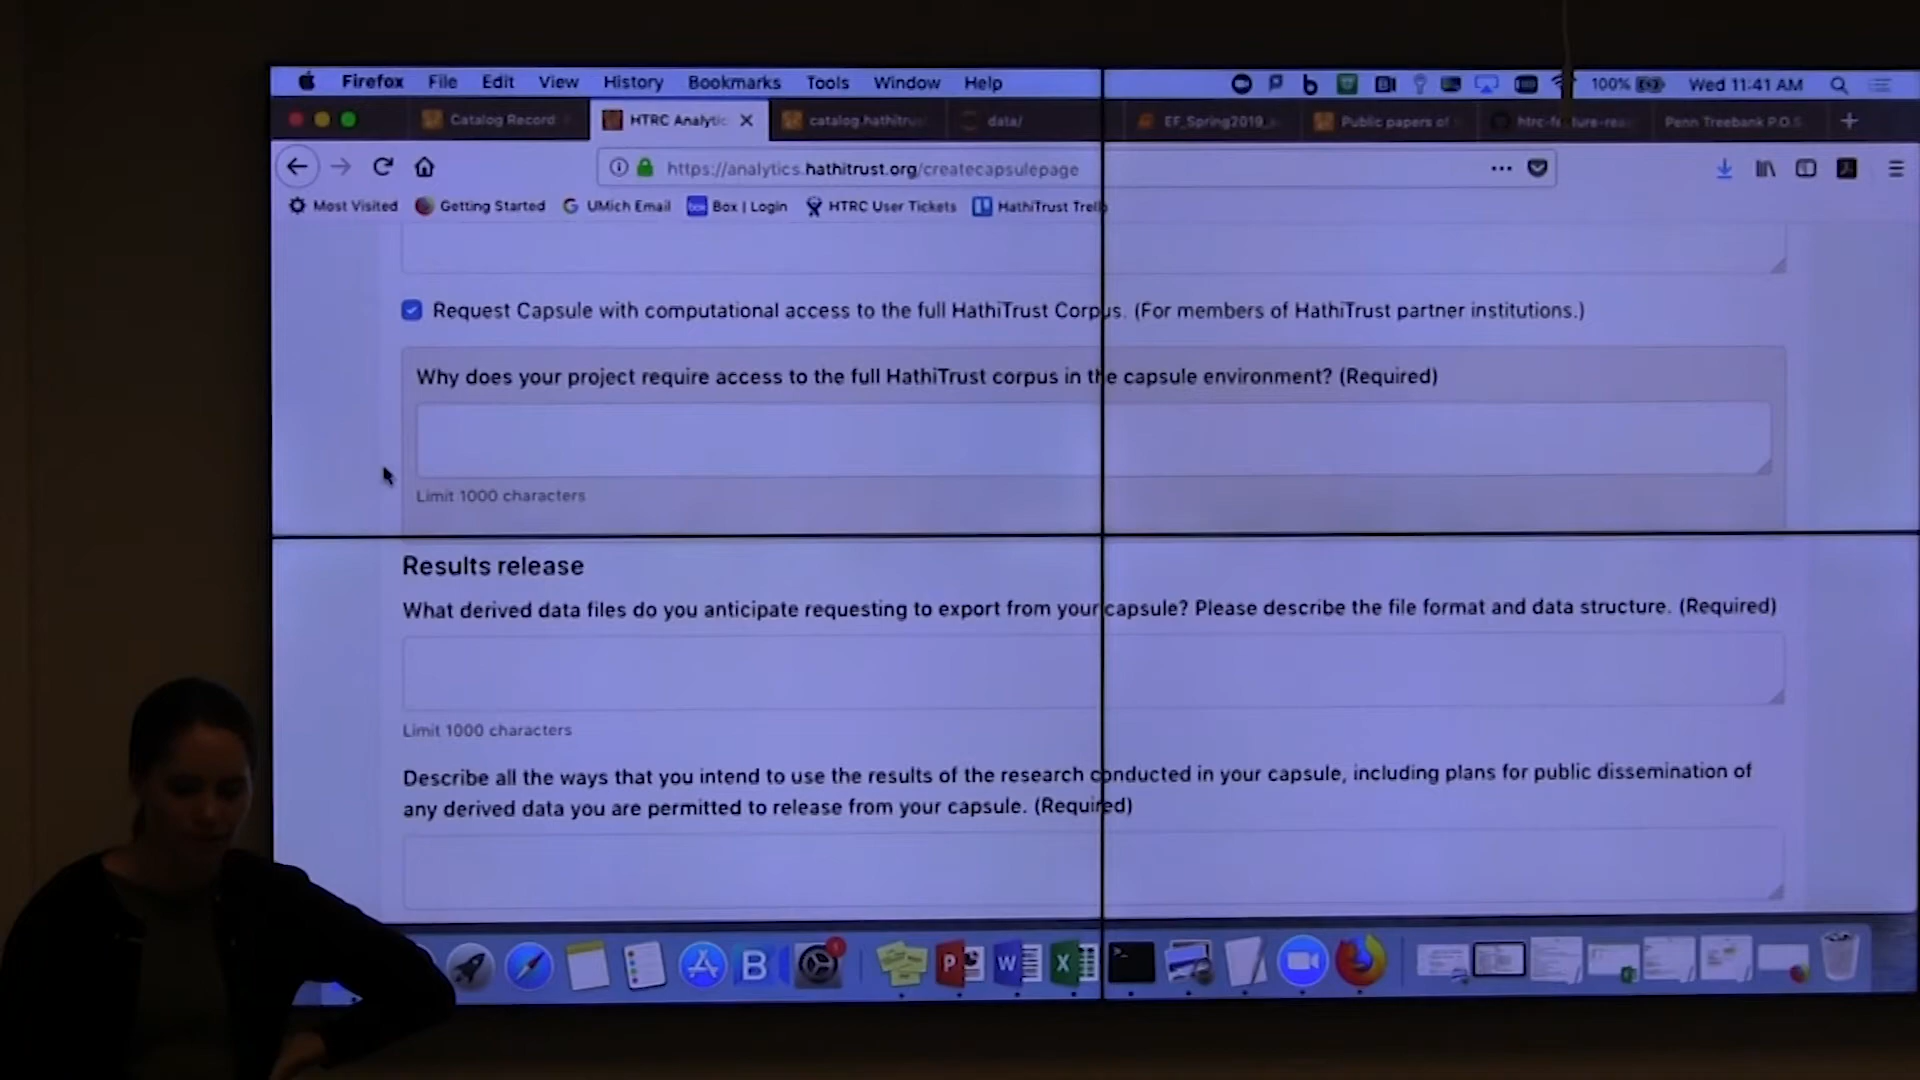 Firefox File Edit View History Bookmarks Tools Window Help 100% Wed 11:41 AM
Catalog Record HTRC Analytic catalog.hathitrus data/ EF_Spring2019_ Public papers of Penn Treebank P.O.S.
https://analytics.hathitrust.org/createcapsulepage
Most Visited Getting Started UMich Email Box | Login HTRC User Tickets HathiTrust Trello
Request Capsule with computational access to the full HathiTrust Corpus. (For members of HathiTrust partner institutions.)
Why does your project require access to the full HathiTrust corpus in the capsule environment? (Required)
Limit 1000 characters
Results release
What derived data files do you anticipate requesting to export from your capsule? Please describe the file format and data structure. (Required)
Limit 1000 characters
Describe all the ways that you intend to use the results of the research conducted in your capsule, including plans for public dissemination of
any derived data you are permitted to release from your capsule. (Required)